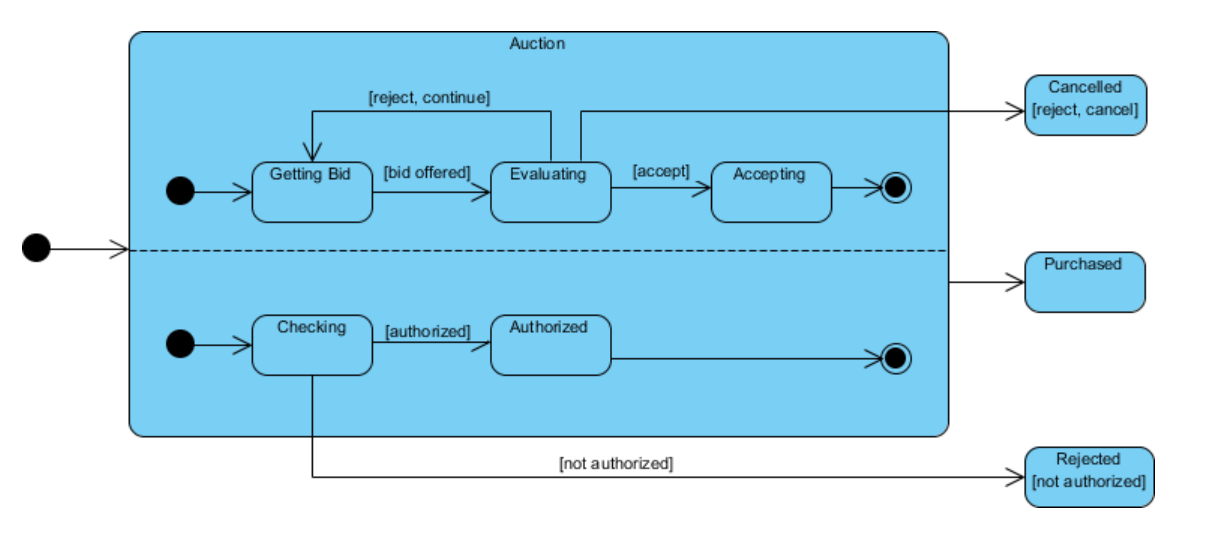 Auction
Cancelled
[reject, cancel]
[reject, continue]
Getting Bid
[bid offered]
Evaluating
[accept]
Accepting
Purchased
Checking
[authorized]
Authorized
[not authorized]
Rejected
[not authorized]